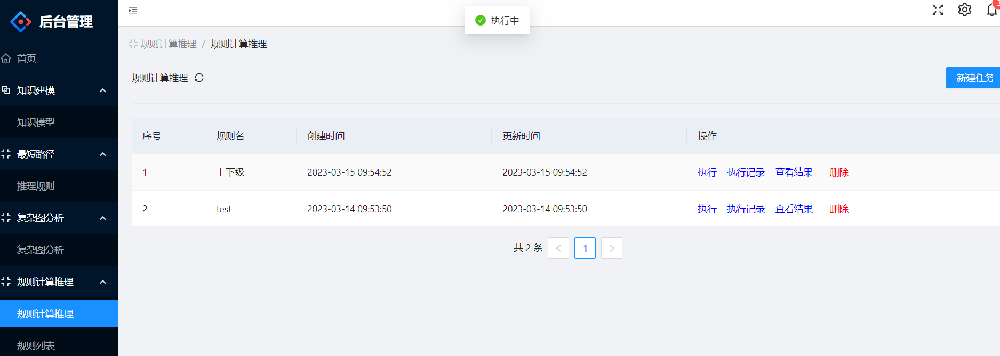 后台管理
首页
知识建模
知识模型
最短路径
推理规则
复杂图分析
复杂图分析
规则计算推理
规则计算推理
规则列表
执行中
3
规则计算推理 / 规则计算推理
规则计算推理
新建任务
序号 规则名 创建时间 更新时间 操作
1 上下级 2023-03-15 09:54:52 2023-03-15 09:54:52 执行 执行记录 查看结果 删除
2 test 2023-03-14 09:53:50 2023-03-14 09:53:50 执行 执行记录 查看结果 删除
共 2 条 < 1 >